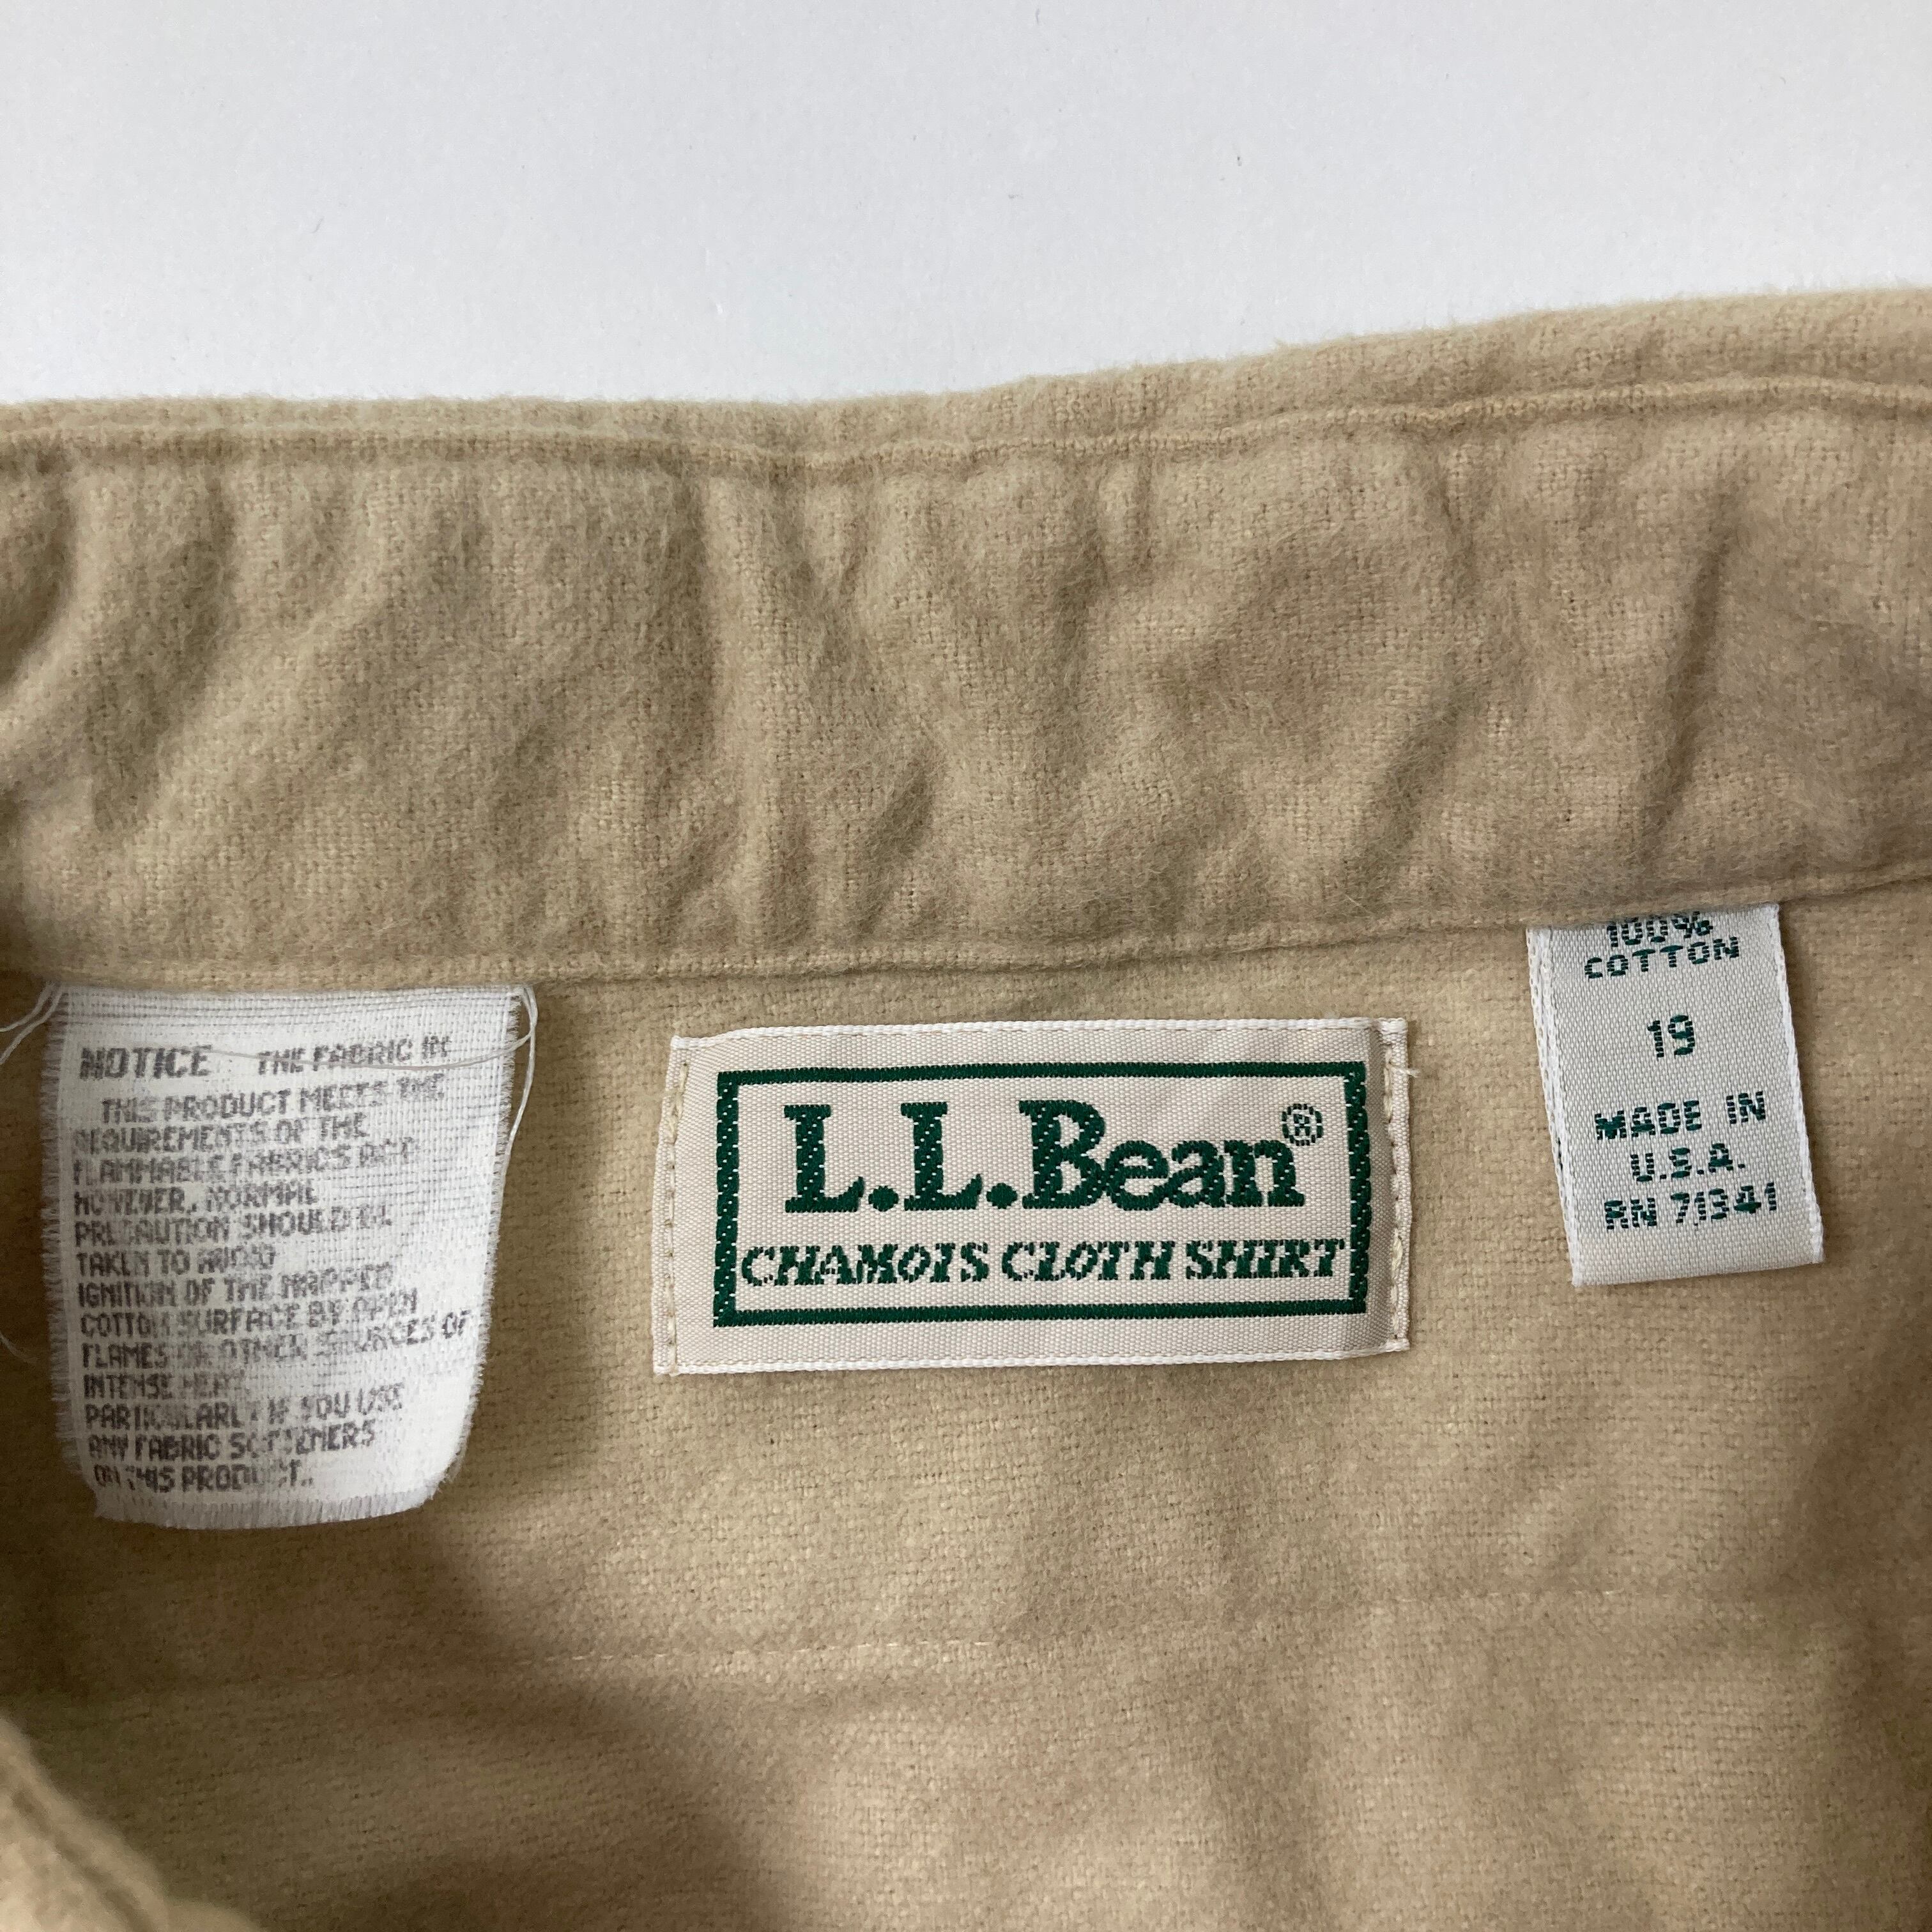 NOTICE THE FABRIC IN
THIS PRODUCT MEETS THE
REQUIREMENTS OF THE
FLAMMABLE FABRICS ACT.
HOWEVER, NORMAL
PRECAUTION SHOULD BE
TAKEN TO AVOID
IGNITION OF THE NAPPED
COTTON SURFACE BY OPEN
FLAMES OR OTHER SOURCES OF
INTENSE HEAT,
PARTICULARLY IF YOU USE
ANY FABRIC SOFTENERS
ON THIS PRODUCT.
L.L.Bean®
CHAMOIS CLOTH SHIRT
100%
COTTON
19
MADE IN
U.S.A.
RN 71341